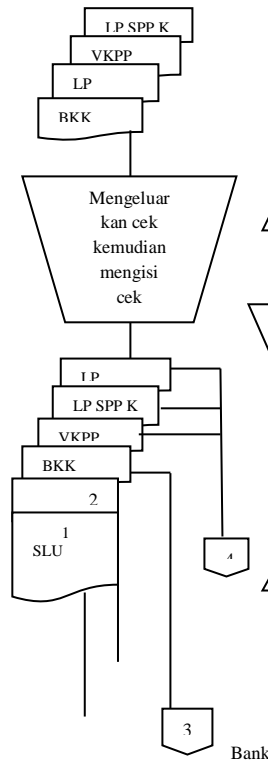 LP SPP K
VKPP
LP
BKK
Mengeluar
kan cek
kemudian
mengisi
cek
LP
LP SPP K
VKPP
BKK
2
1
SLU
4
3
Bank